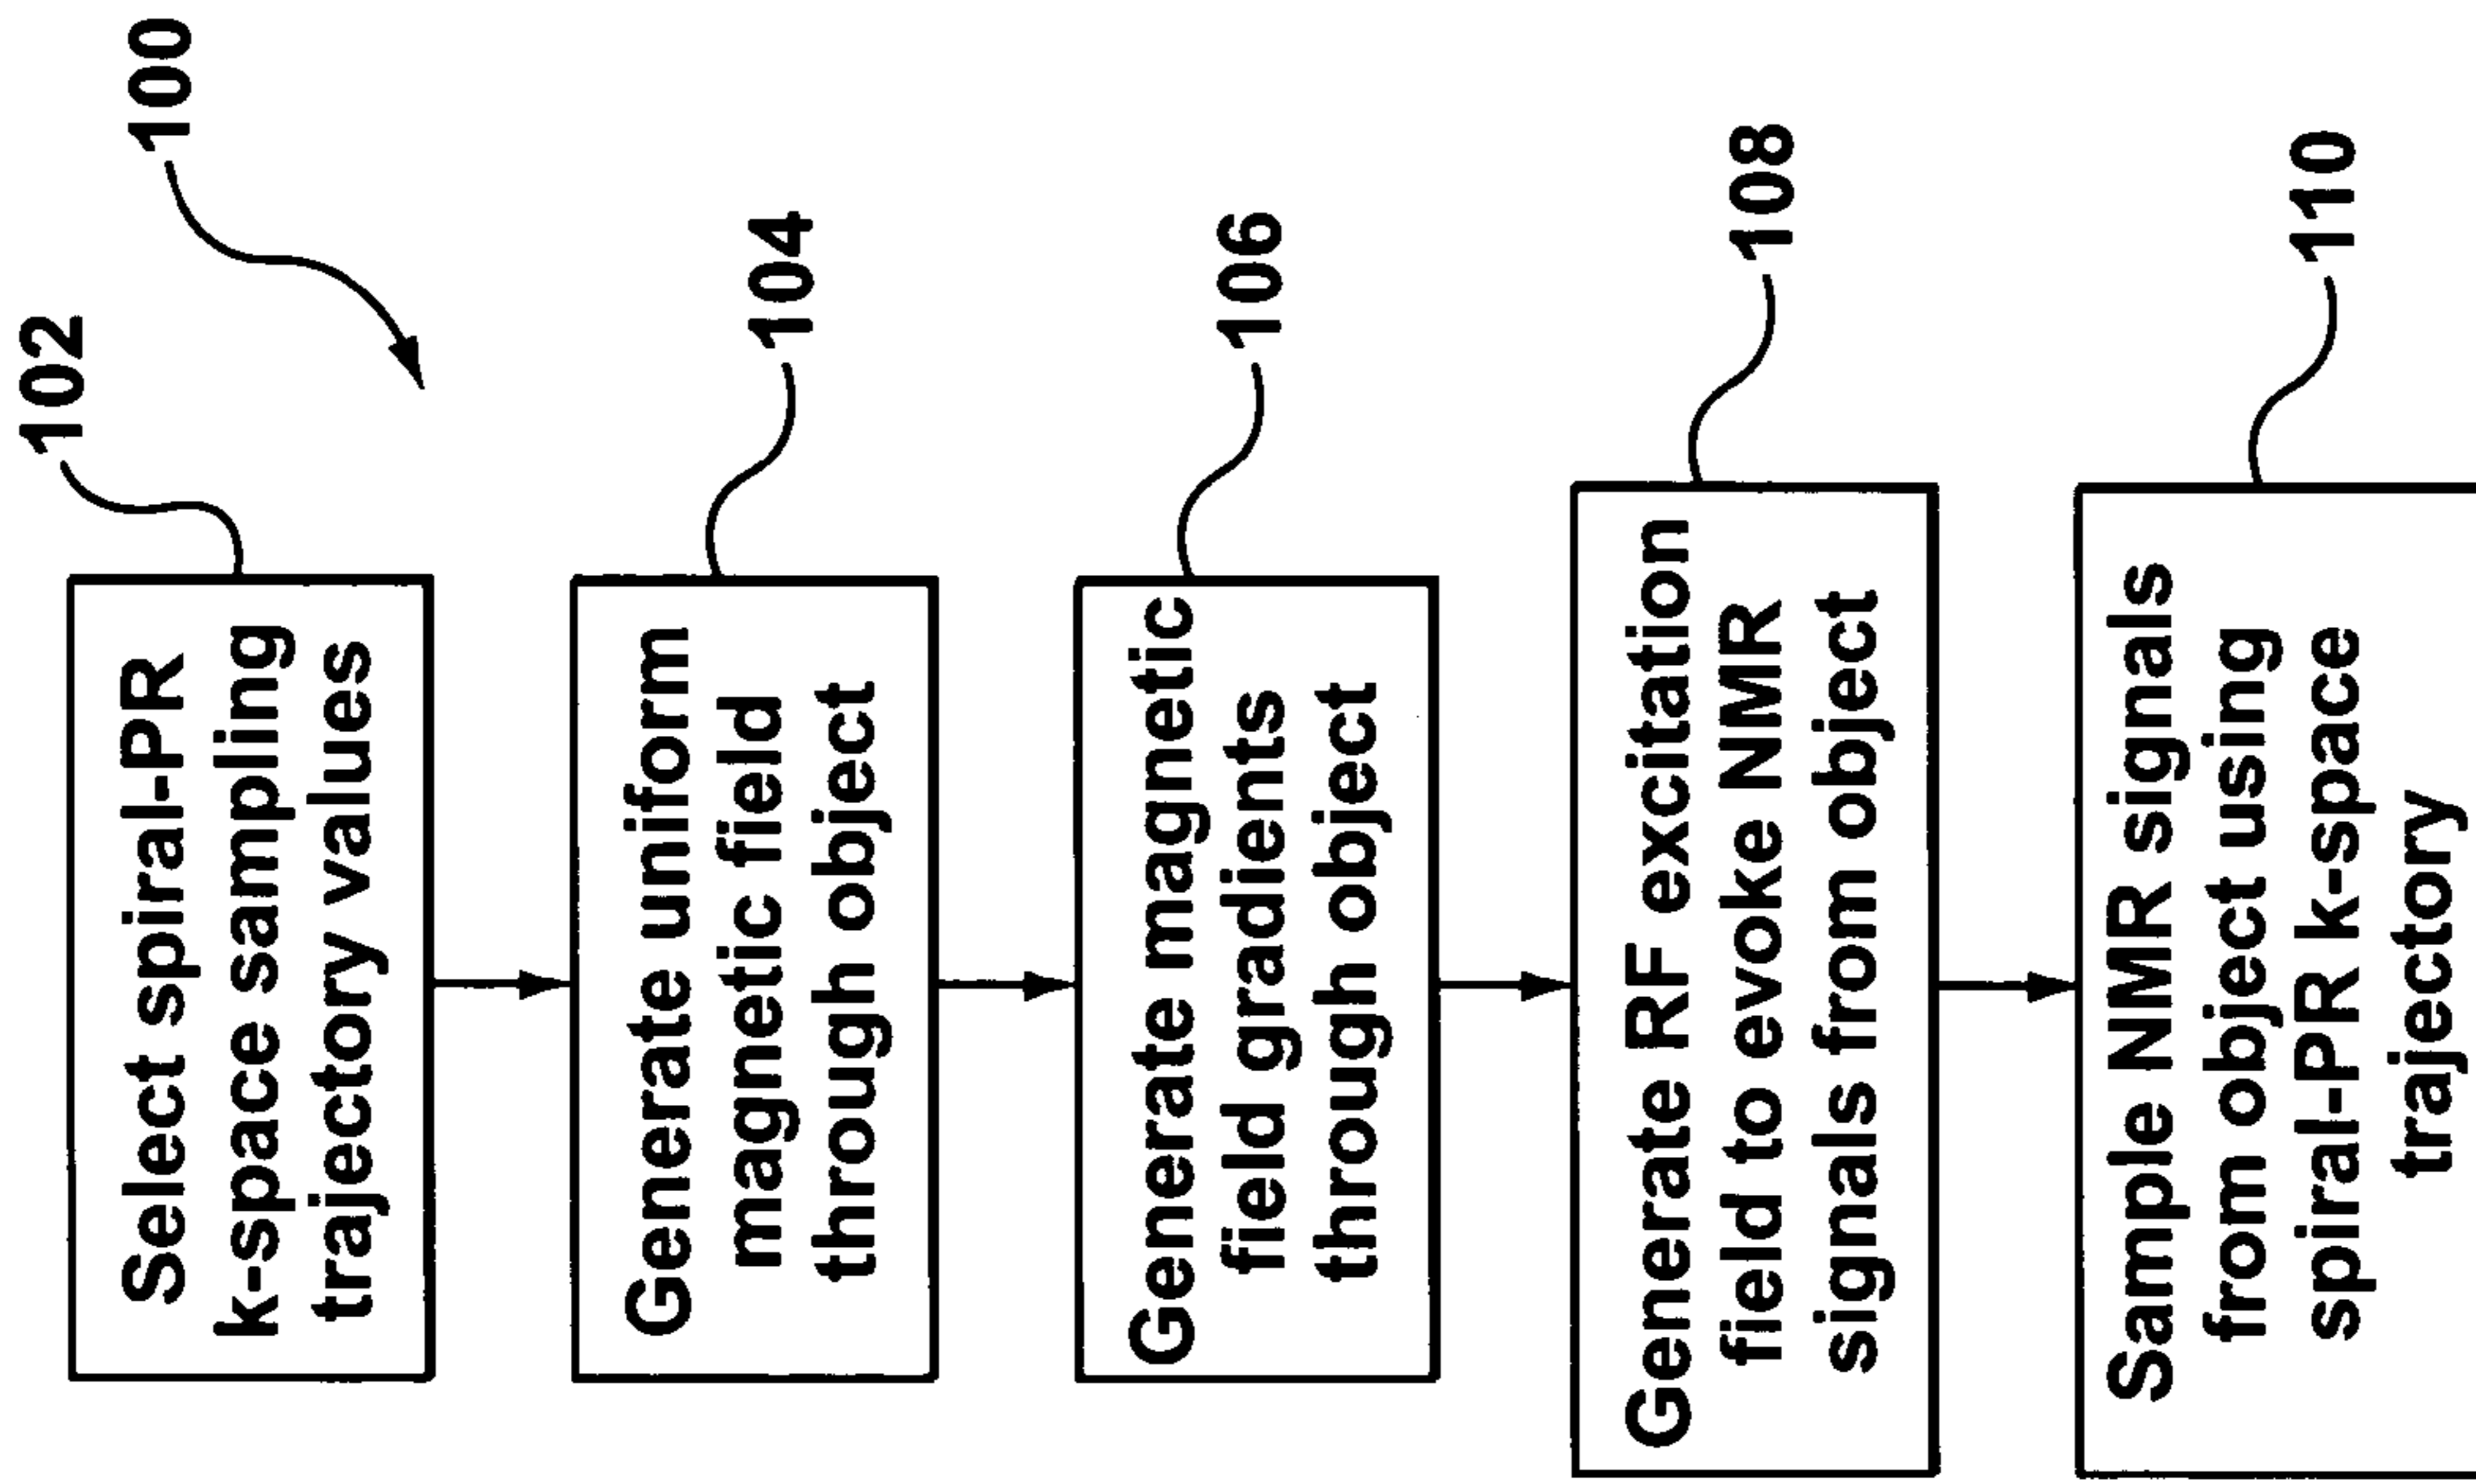 100
102
Select spiral-PR
k-space sampling
trajectory values
104
Generate uniform
magnetic field
through object
106
Generate magnetic
field gradients
through object
108
Generate RF excitation
field to evoke NMR
signals from object
110
Sample NMR signals
from object using
spiral-PR k-space
trajectory